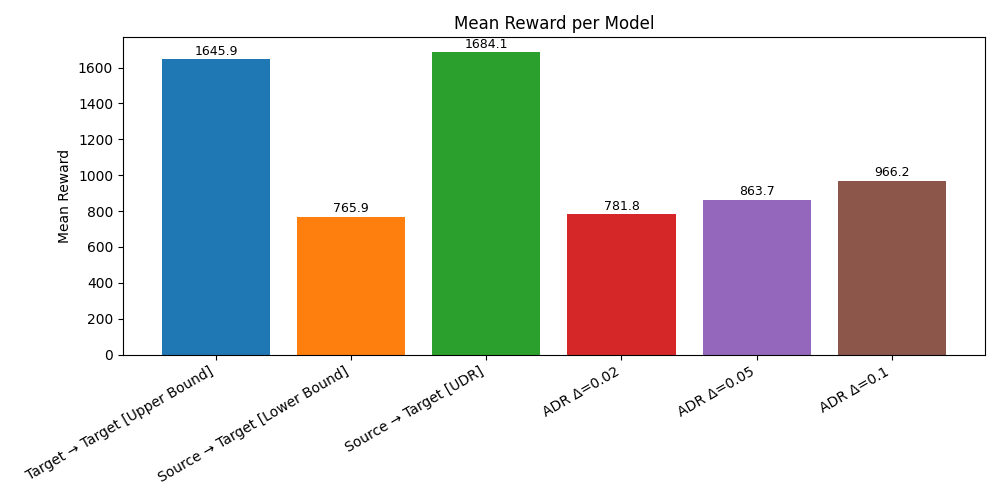 Mean Reward per Model
Mean Reward
1600
1400
1200
1000
800
600
400
200
0
1645.9
765.9
1684.1
781.8
863.7
966.2
Target → Target [Upper Bound]
Source → Target [Lower Bound]
Source → Target [UDR]
ADR Δ=0.02
ADR Δ=0.05
ADR Δ=0.1